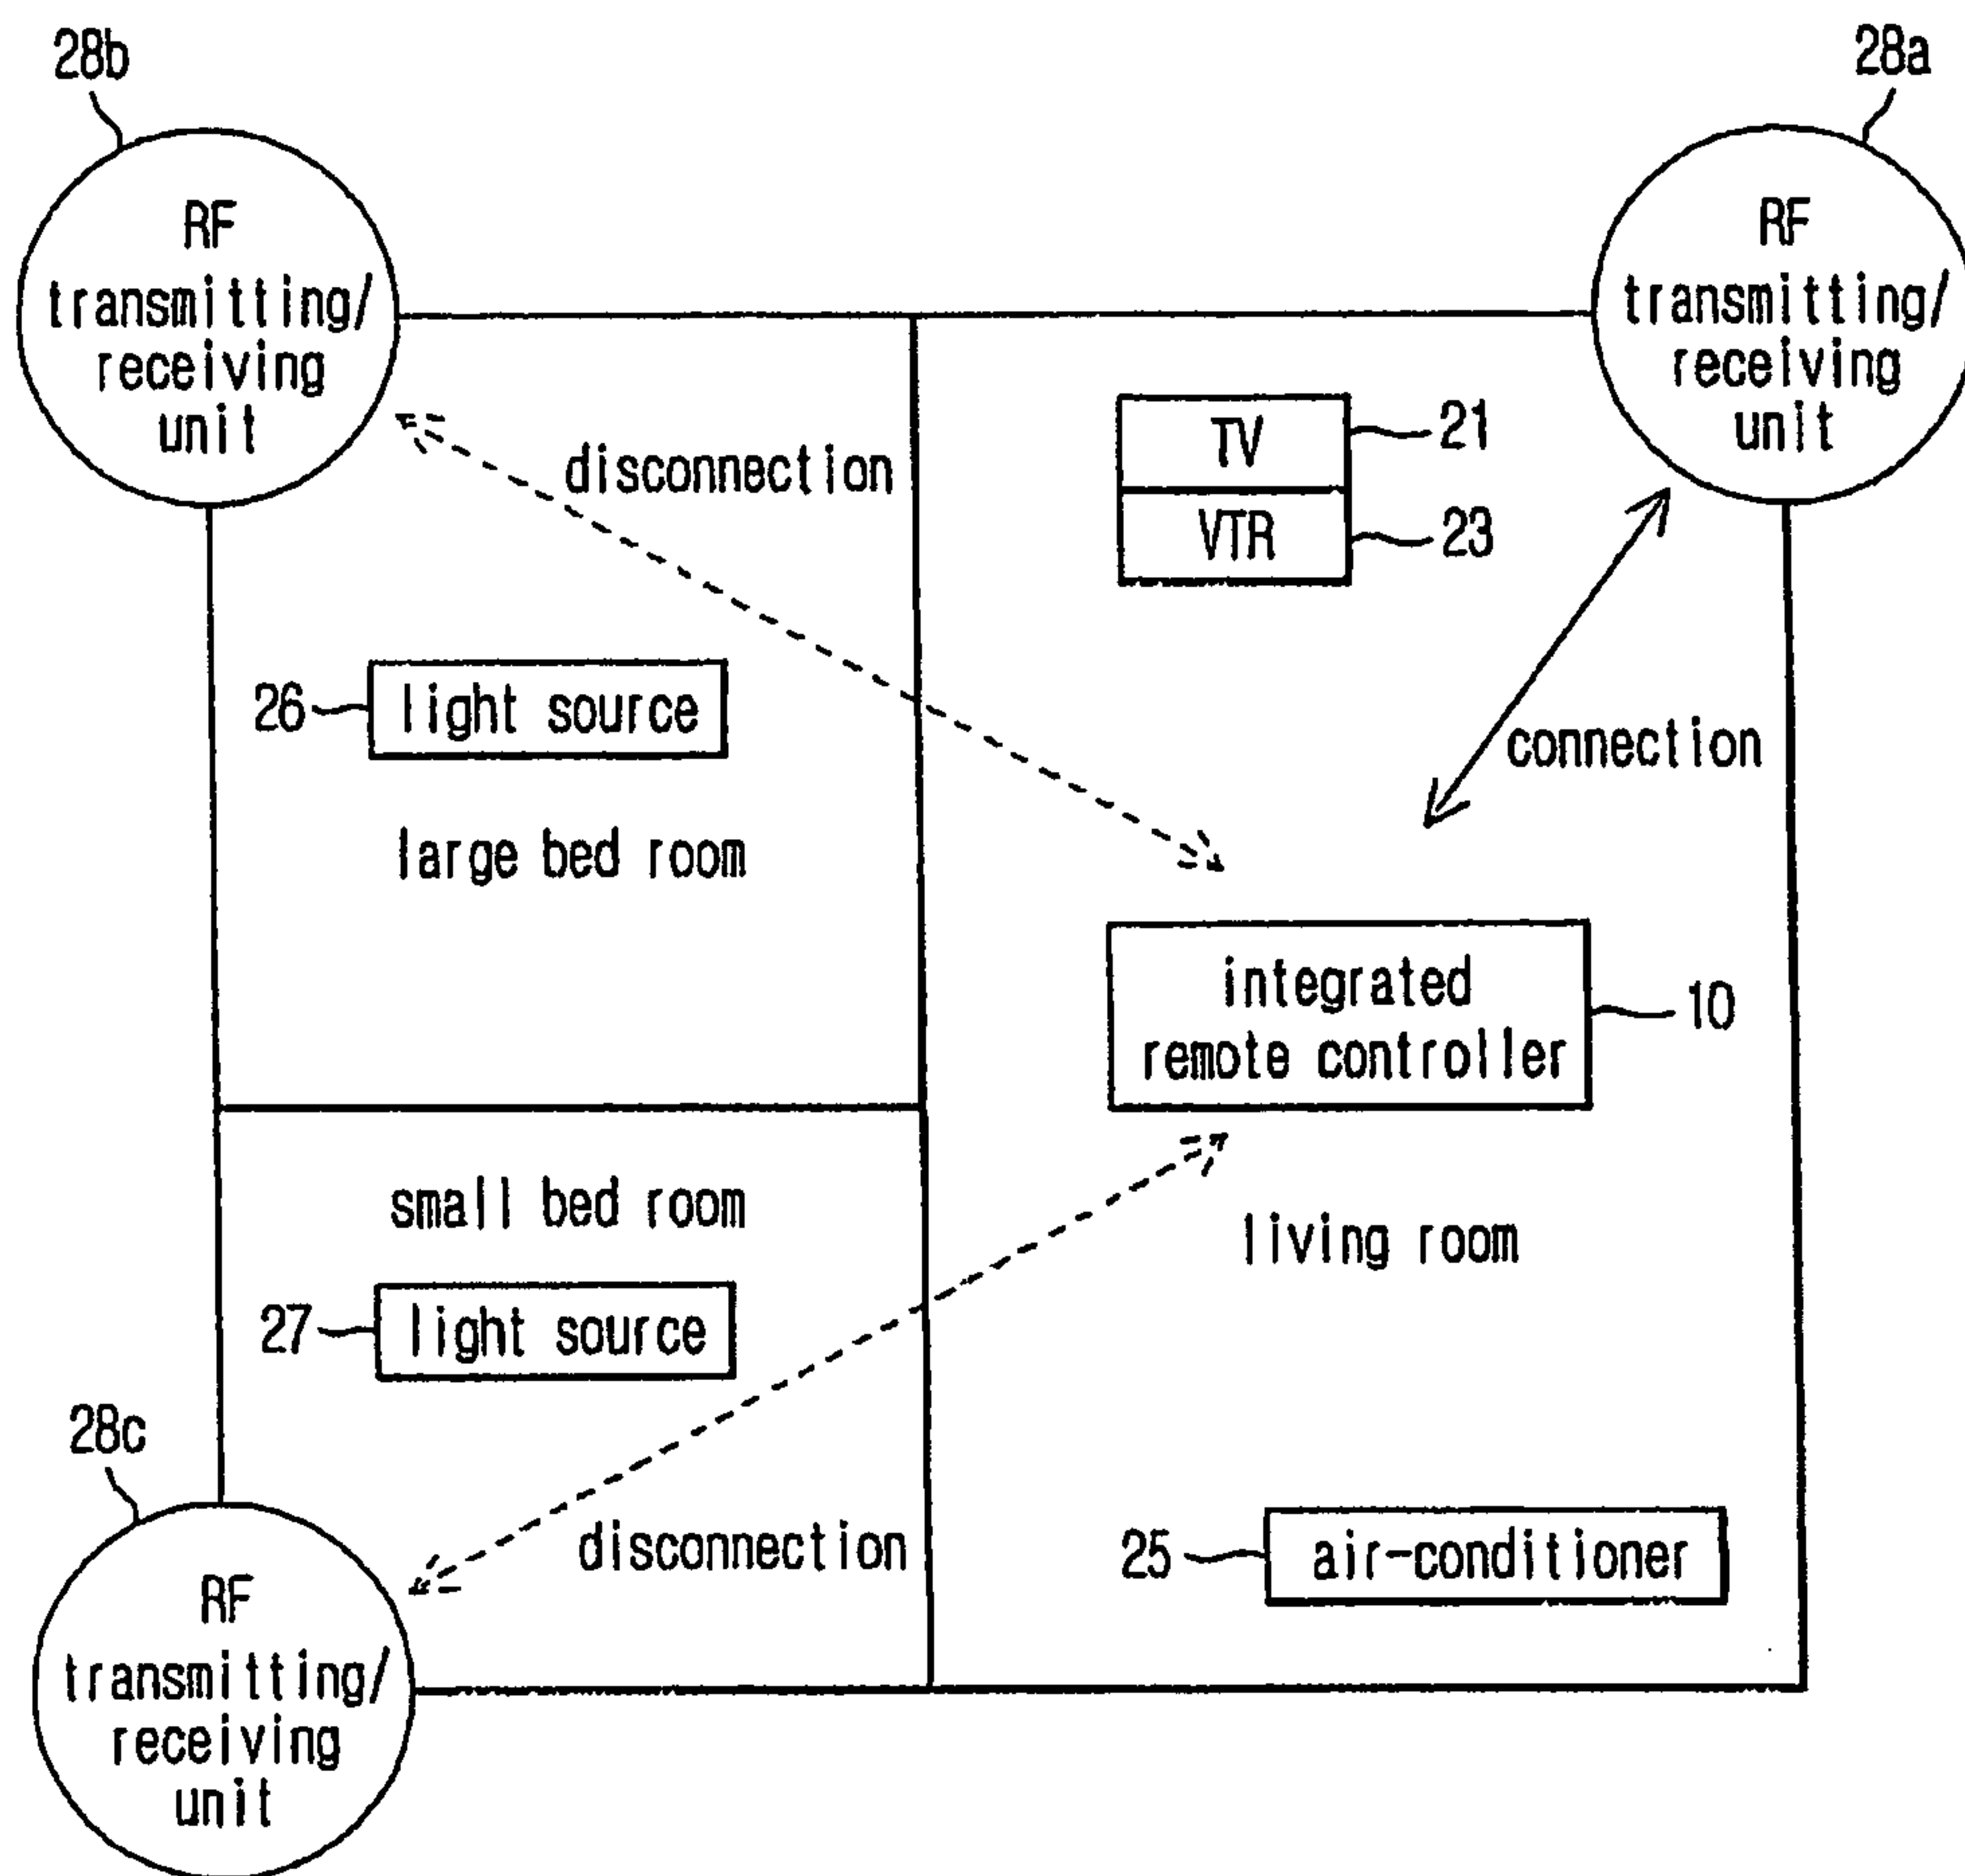 28b
28a
RF
transmitting/
receiving
unit
RF
transmitting/
receiving
unit
TV
21
disconnection
VTR
23
26
light source
connection
large bed room
integrated
remote controller
10
small bed room
living room
27
light source
28c
disconnection
25
air-conditioner
RF
transmitting/
receiving
unit